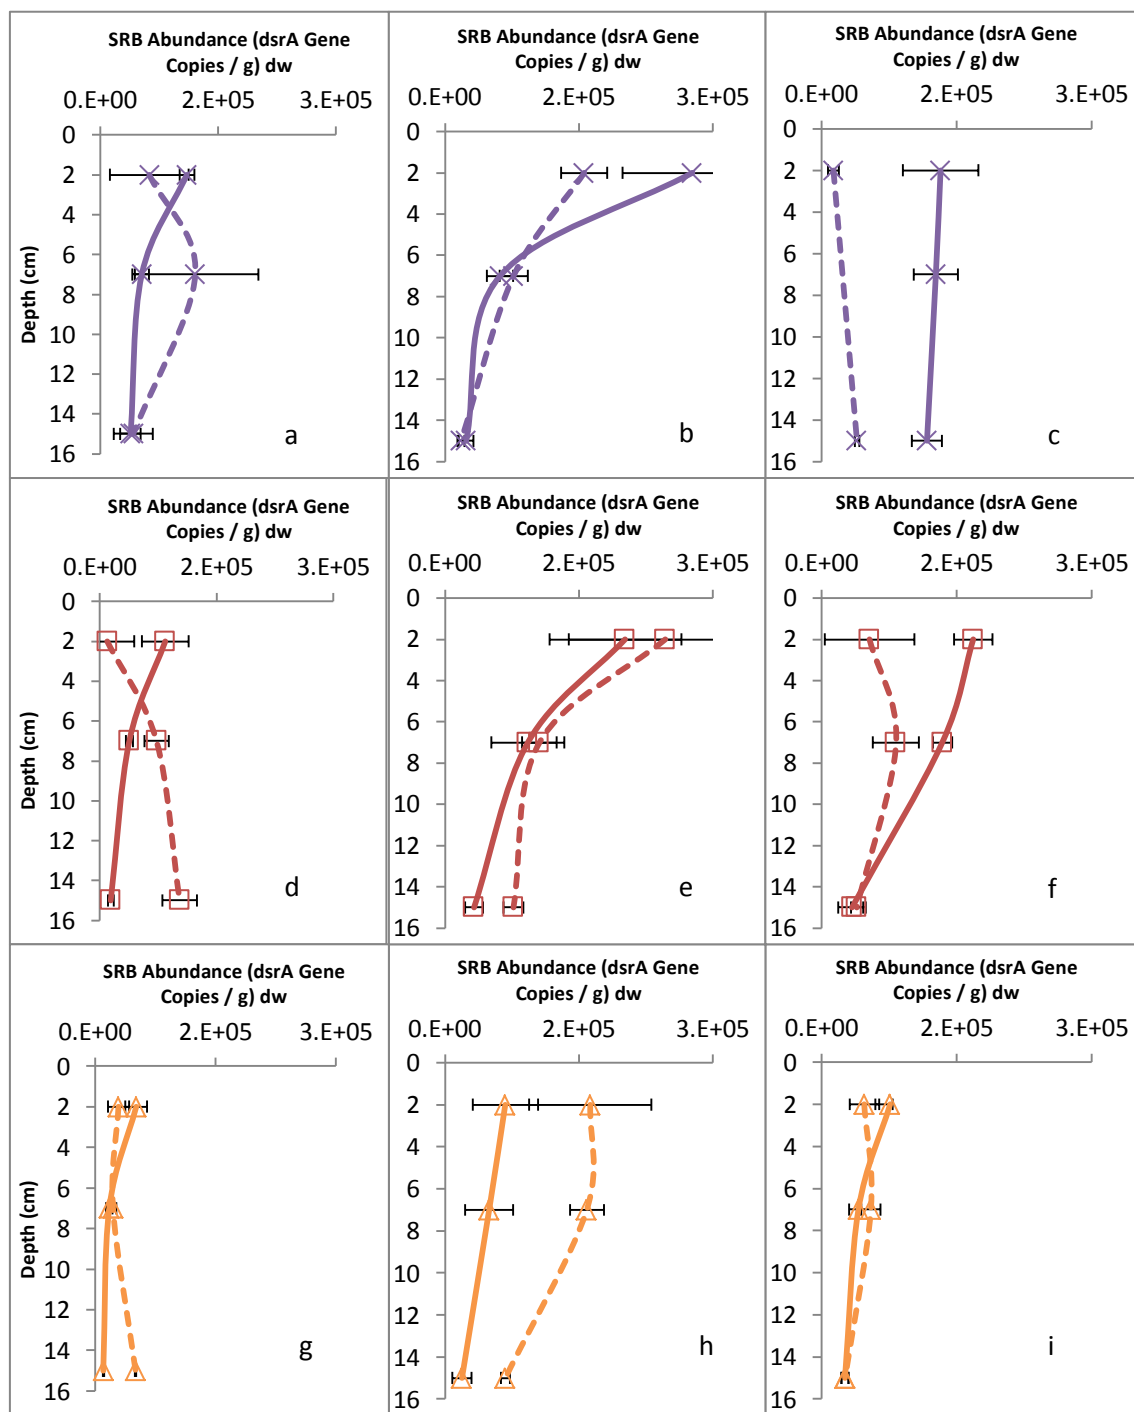 SRB Abundance (dsrA Gene
Copies / g) dw
0.E+00 2.E+05 3.E+05
0
2
4
6
8
10
12
14
16
Depth (cm)
a
SRB Abundance (dsrA Gene
Copies / g) dw
0.E+00 2.E+05 3.E+05
0
2
4
6
8
10
12
14
16
b
SRB Abundance (dsrA Gene
Copies / g) dw
0.E+00 2.E+05 3.E+05
0
2
4
6
8
10
12
14
16
c
SRB Abundance (dsrA Gene
Copies / g) dw
0.E+00 2.E+05 3.E+05
0
2
4
6
8
10
12
14
16
Depth (cm)
d
SRB Abundance (dsrA Gene
Copies / g) dw
0.E+00 2.E+05 3.E+05
0
2
4
6
8
10
12
14
16
e
SRB Abundance (dsrA Gene
Copies / g) dw
0.E+00 2.E+05 3.E+05
0
2
4
6
8
10
12
14
16
f
SRB Abundance (dsrA Gene
Copies / g) dw
0.E+00 2.E+05 3.E+05
0
2
4
6
8
10
12
14
16
Depth (cm)
g
SRB Abundance (dsrA Gene
Copies / g) dw
0.E+00 2.E+05 3.E+05
0
2
4
6
8
10
12
14
16
h
SRB Abundance (dsrA Gene
Copies / g) dw
0.E+00 2.E+05 3.E+05
0
2
4
6
8
10
12
14
16
i